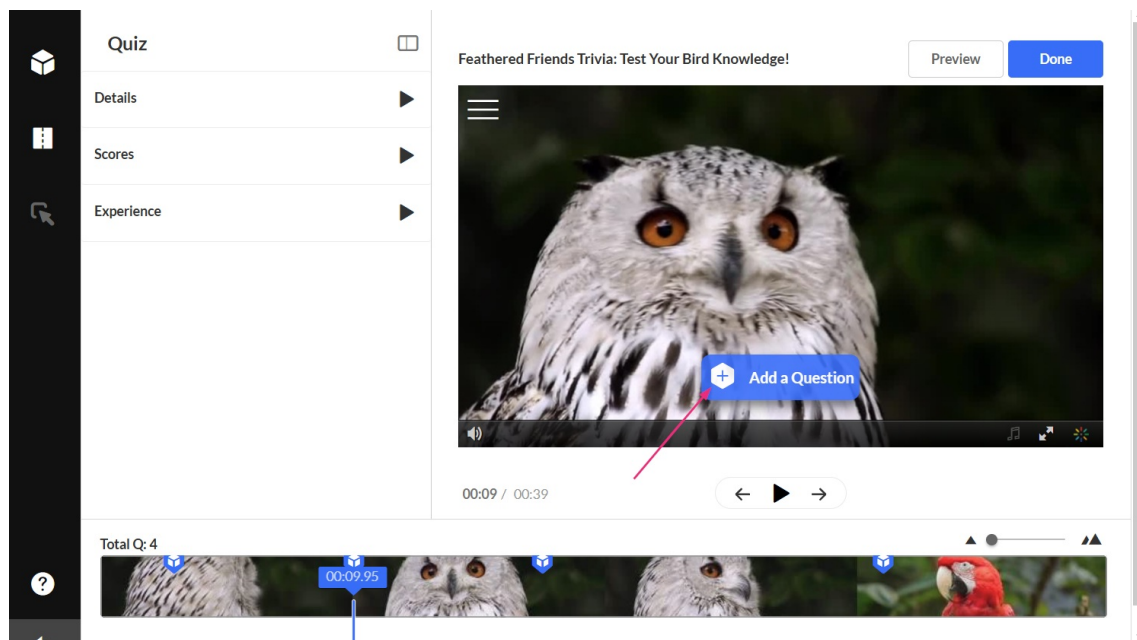 Quiz
Details
Scores
Experience
Feathered Friends Trivia: Test Your Bird Knowledge!
Preview
Done
Add a Question
00:09 / 00:39
Total Q: 4
00:09.95
?